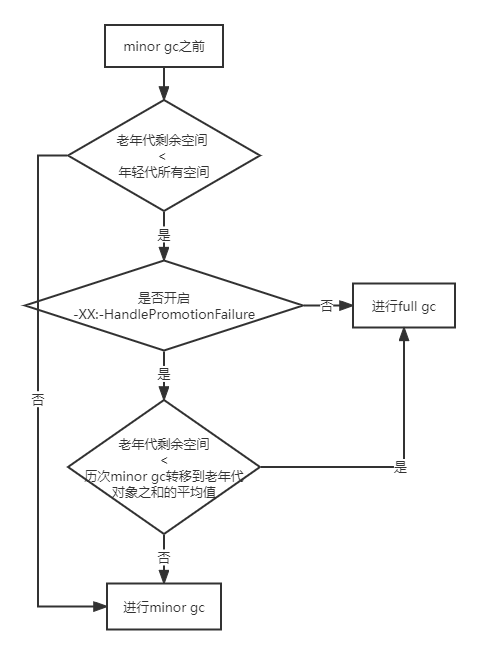 minor gc之前
老年代剩余空间
<
年轻代所有空间
是
是否开启
-XX:-HandlePromotionFailure
否
进行full gc
是
否
老年代剩余空间
<
历次minor gc转移到老年代
对象之和的平均值
是
否
进行minor gc